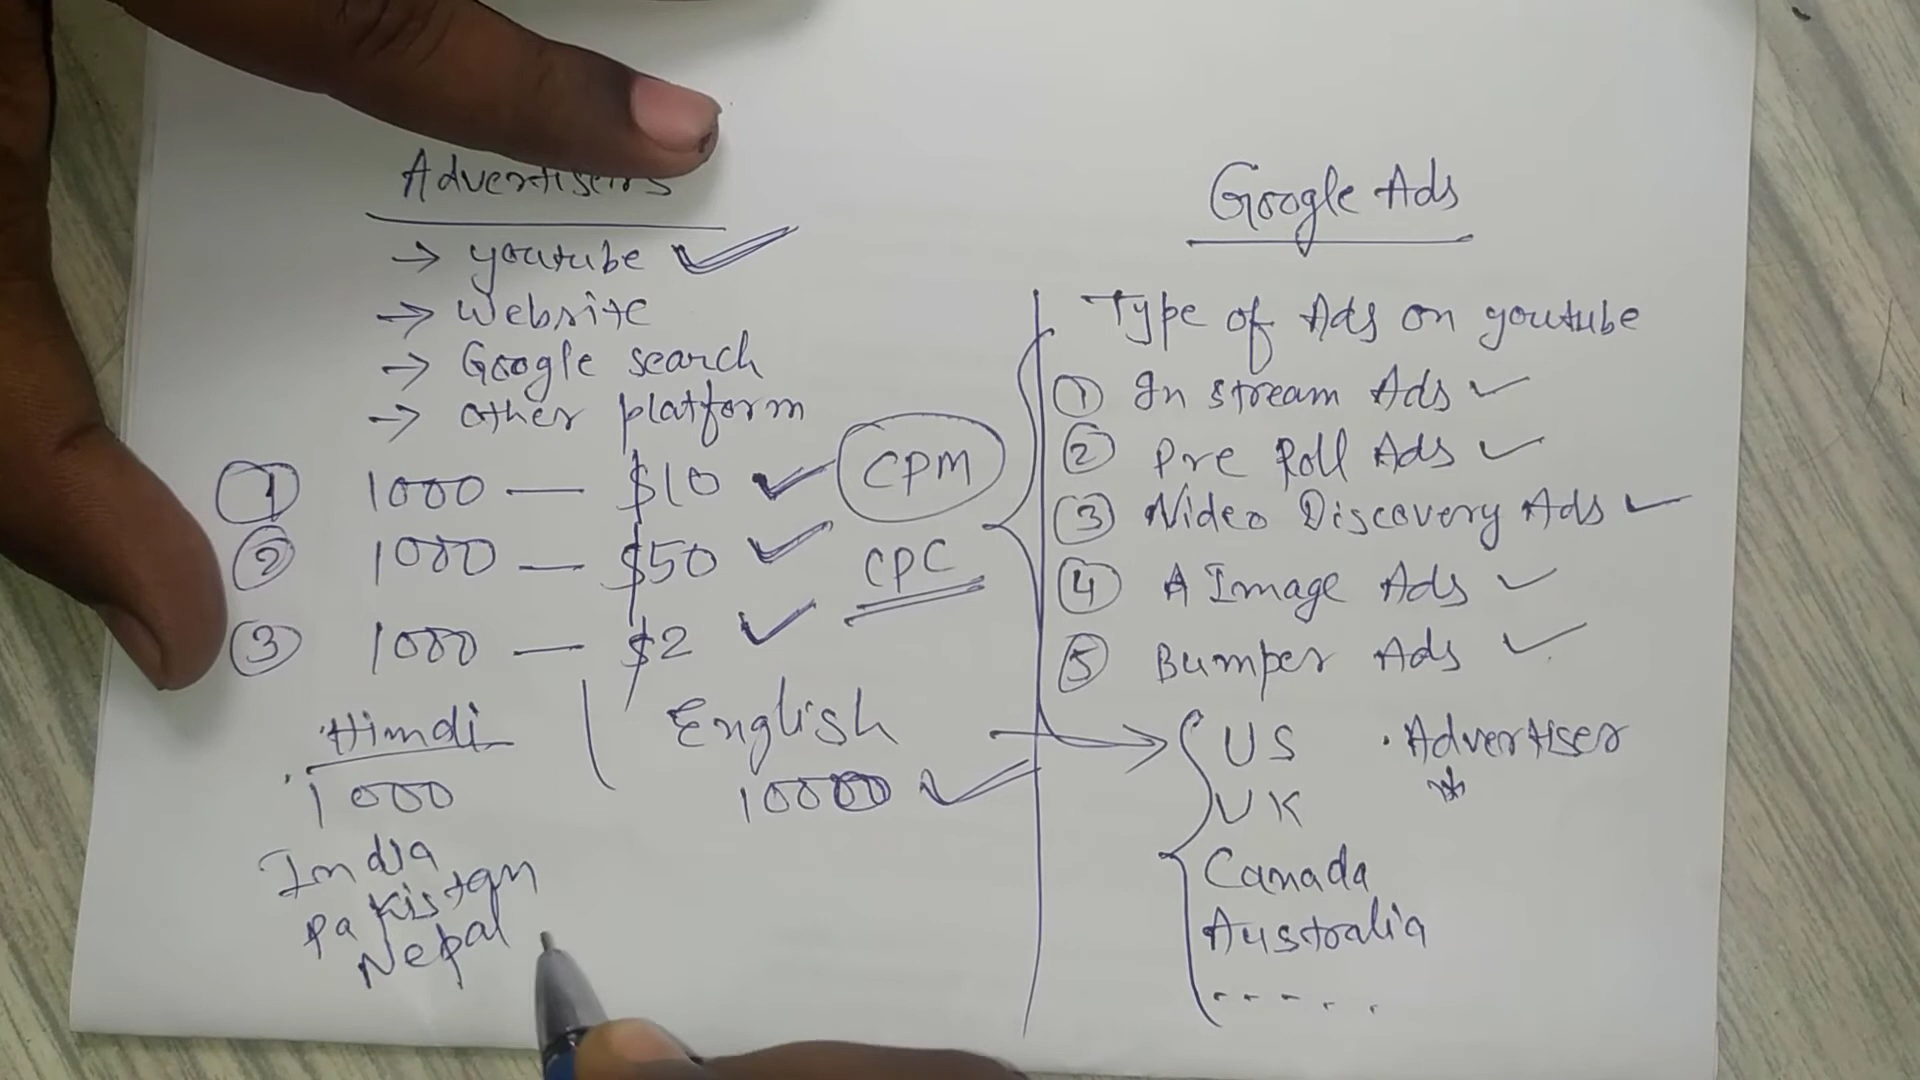 Advertisers
→ youtube ✓
→ Website
→ Google search
→ other platform
① 1000 — $10 ✓ CPM
② 1000 — $50 ✓ CPC
③ 1000 — $2 ✓
Himdi
1000
India
Pakistan
Nepal
English
10000 ✓
Google Ads
Type of Ads on youtube
① In stream Ads ✓
② Pre Roll Ads ✓
③ Video Discovery Ads ✓
④ A Image Ads ✓
⑤ Bumper Ads ✓
US · Advertiser
UK
Canada
Australia